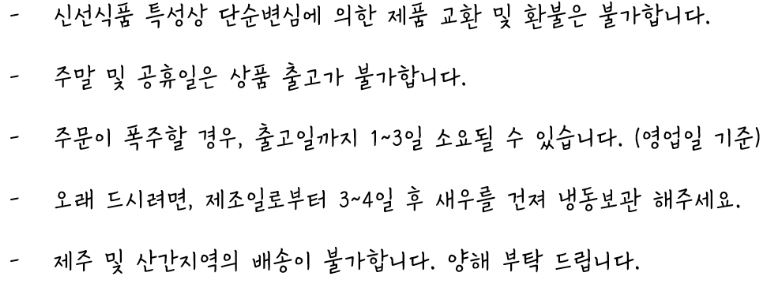 - 신선식품 특성상 단순변심에 의한 제품 교환 및 환불은 불가합니다.
- 주말 및 공휴일은 상품 출고가 불가합니다.
- 주문이 폭주할 경우, 출고일까지 1~3일 소요될 수 있습니다. (영업일 기준)
- 오래 드시려면, 제조일로부터 3~4일 후 새우를 건져 냉동보관 해주세요.
- 제주 및 산간지역의 배송이 불가합니다. 양해 부탁 드립니다.